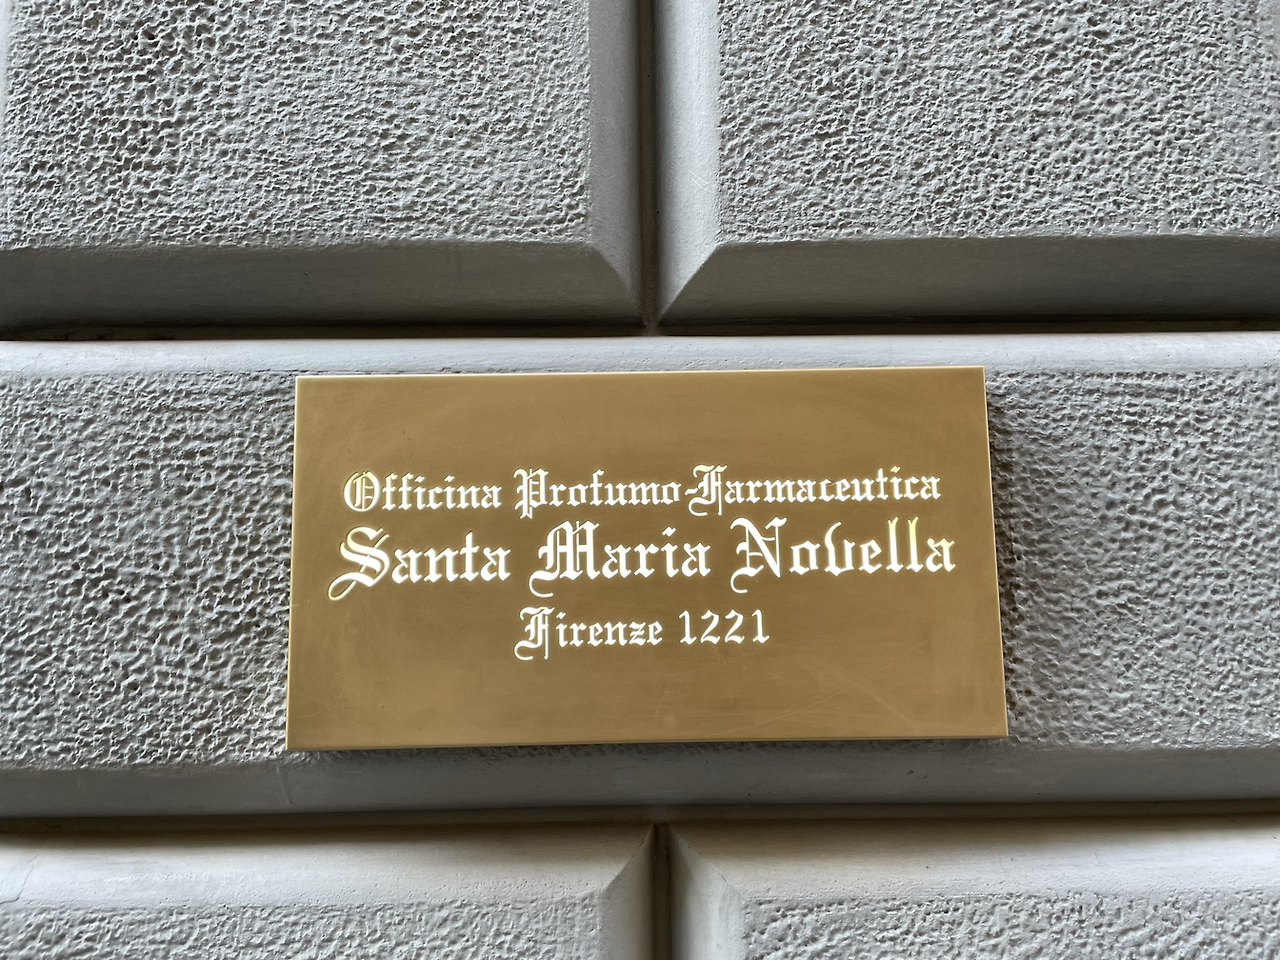 Officina Profumo-Farmaceutica
Santa Maria Novella
Firenze 1221